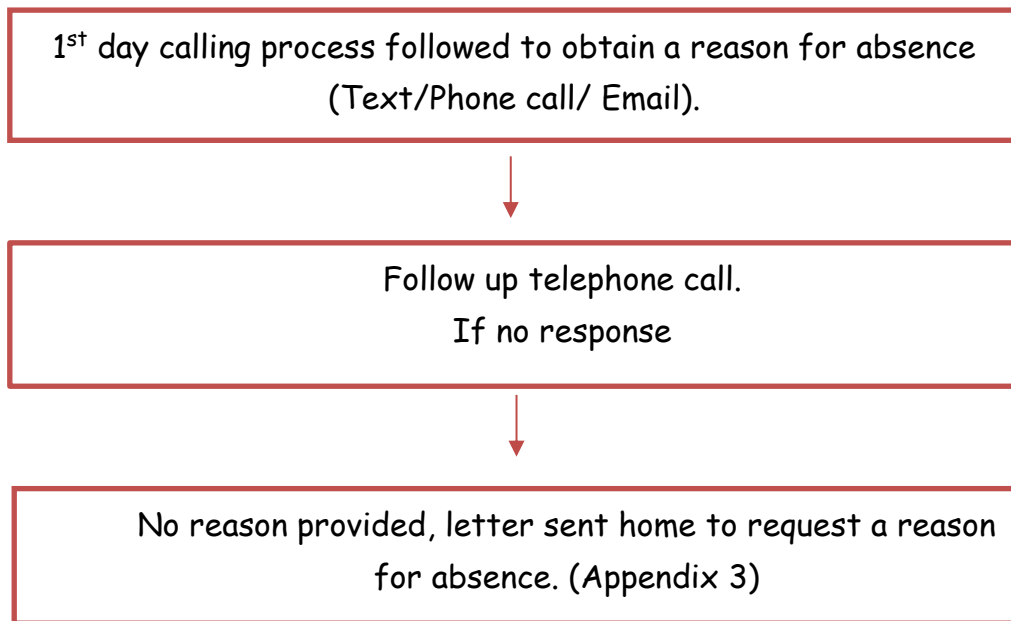 1st day calling process followed to obtain a reason for absence
(Text/Phone call/ Email).
Follow up telephone call.
If no response
No reason provided, letter sent home to request a reason
for absence. (Appendix 3)